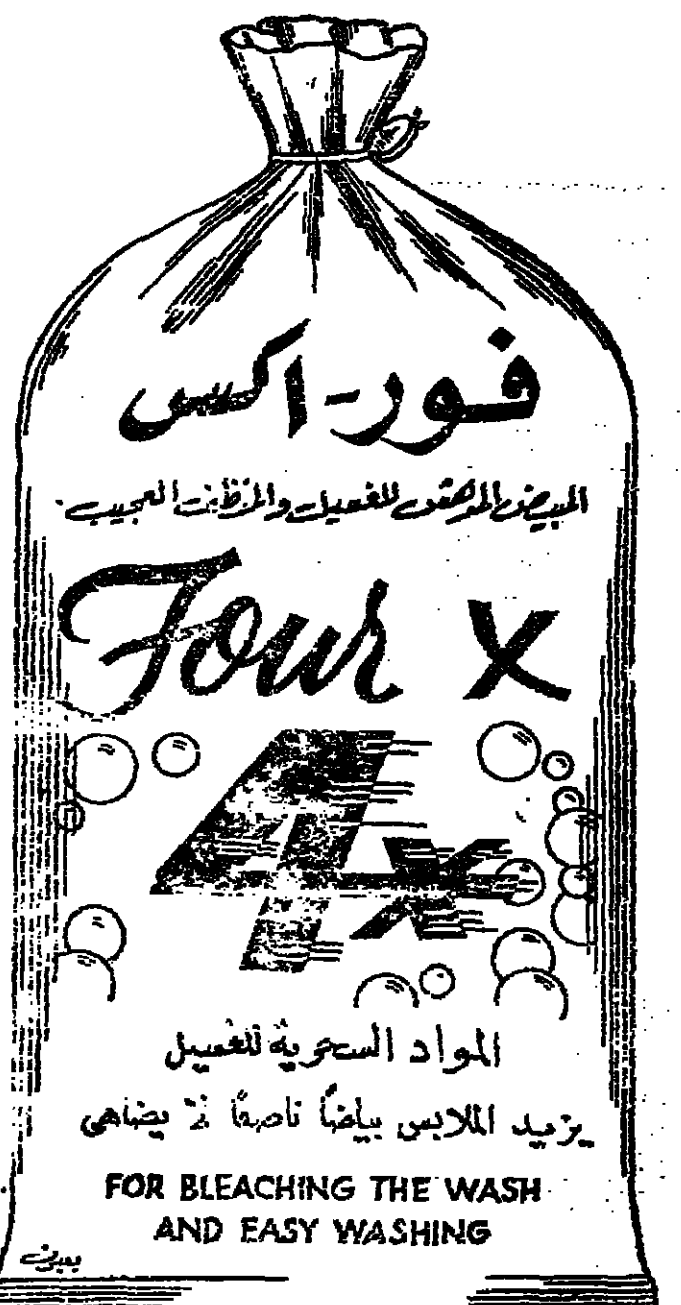 فور-اكس
المبيض المزهق للغسيل والمنظف العجيب
Four X
4x
المواد السحرية للغسيل
يزيد الملابس بياضاً ناصعاً لا يضاهى
FOR BLEACHING THE WASH
AND EASY WASHING